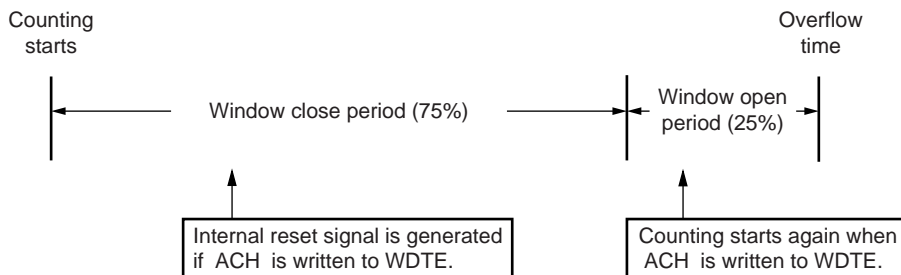 Counting
starts
Overflow
time
Window close period (75%)
Window open
period (25%)
Internal reset signal is generated
if ACH is written to WDTE.
Counting starts again when
ACH is written to WDTE.